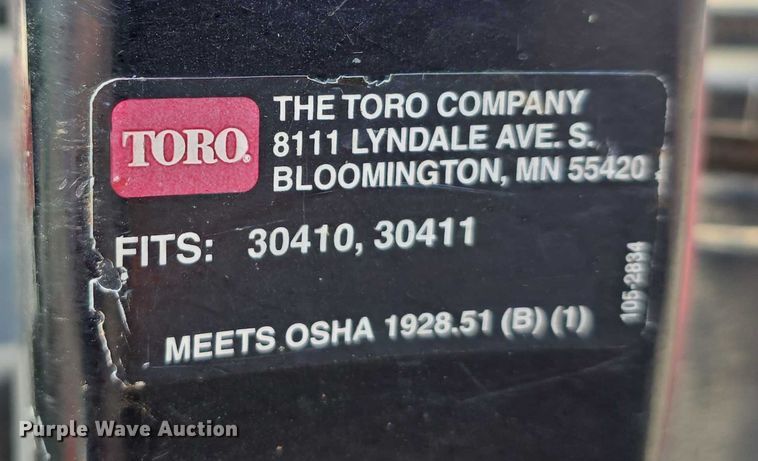 TORO®
THE TORO COMPANY
8111 LYNDALE AVE. S.
BLOOMINGTON, MN 55420
FITS: 30410, 30411
MEETS OSHA 1928.51 (B) (1)
105-2834
Purple Wave Auction